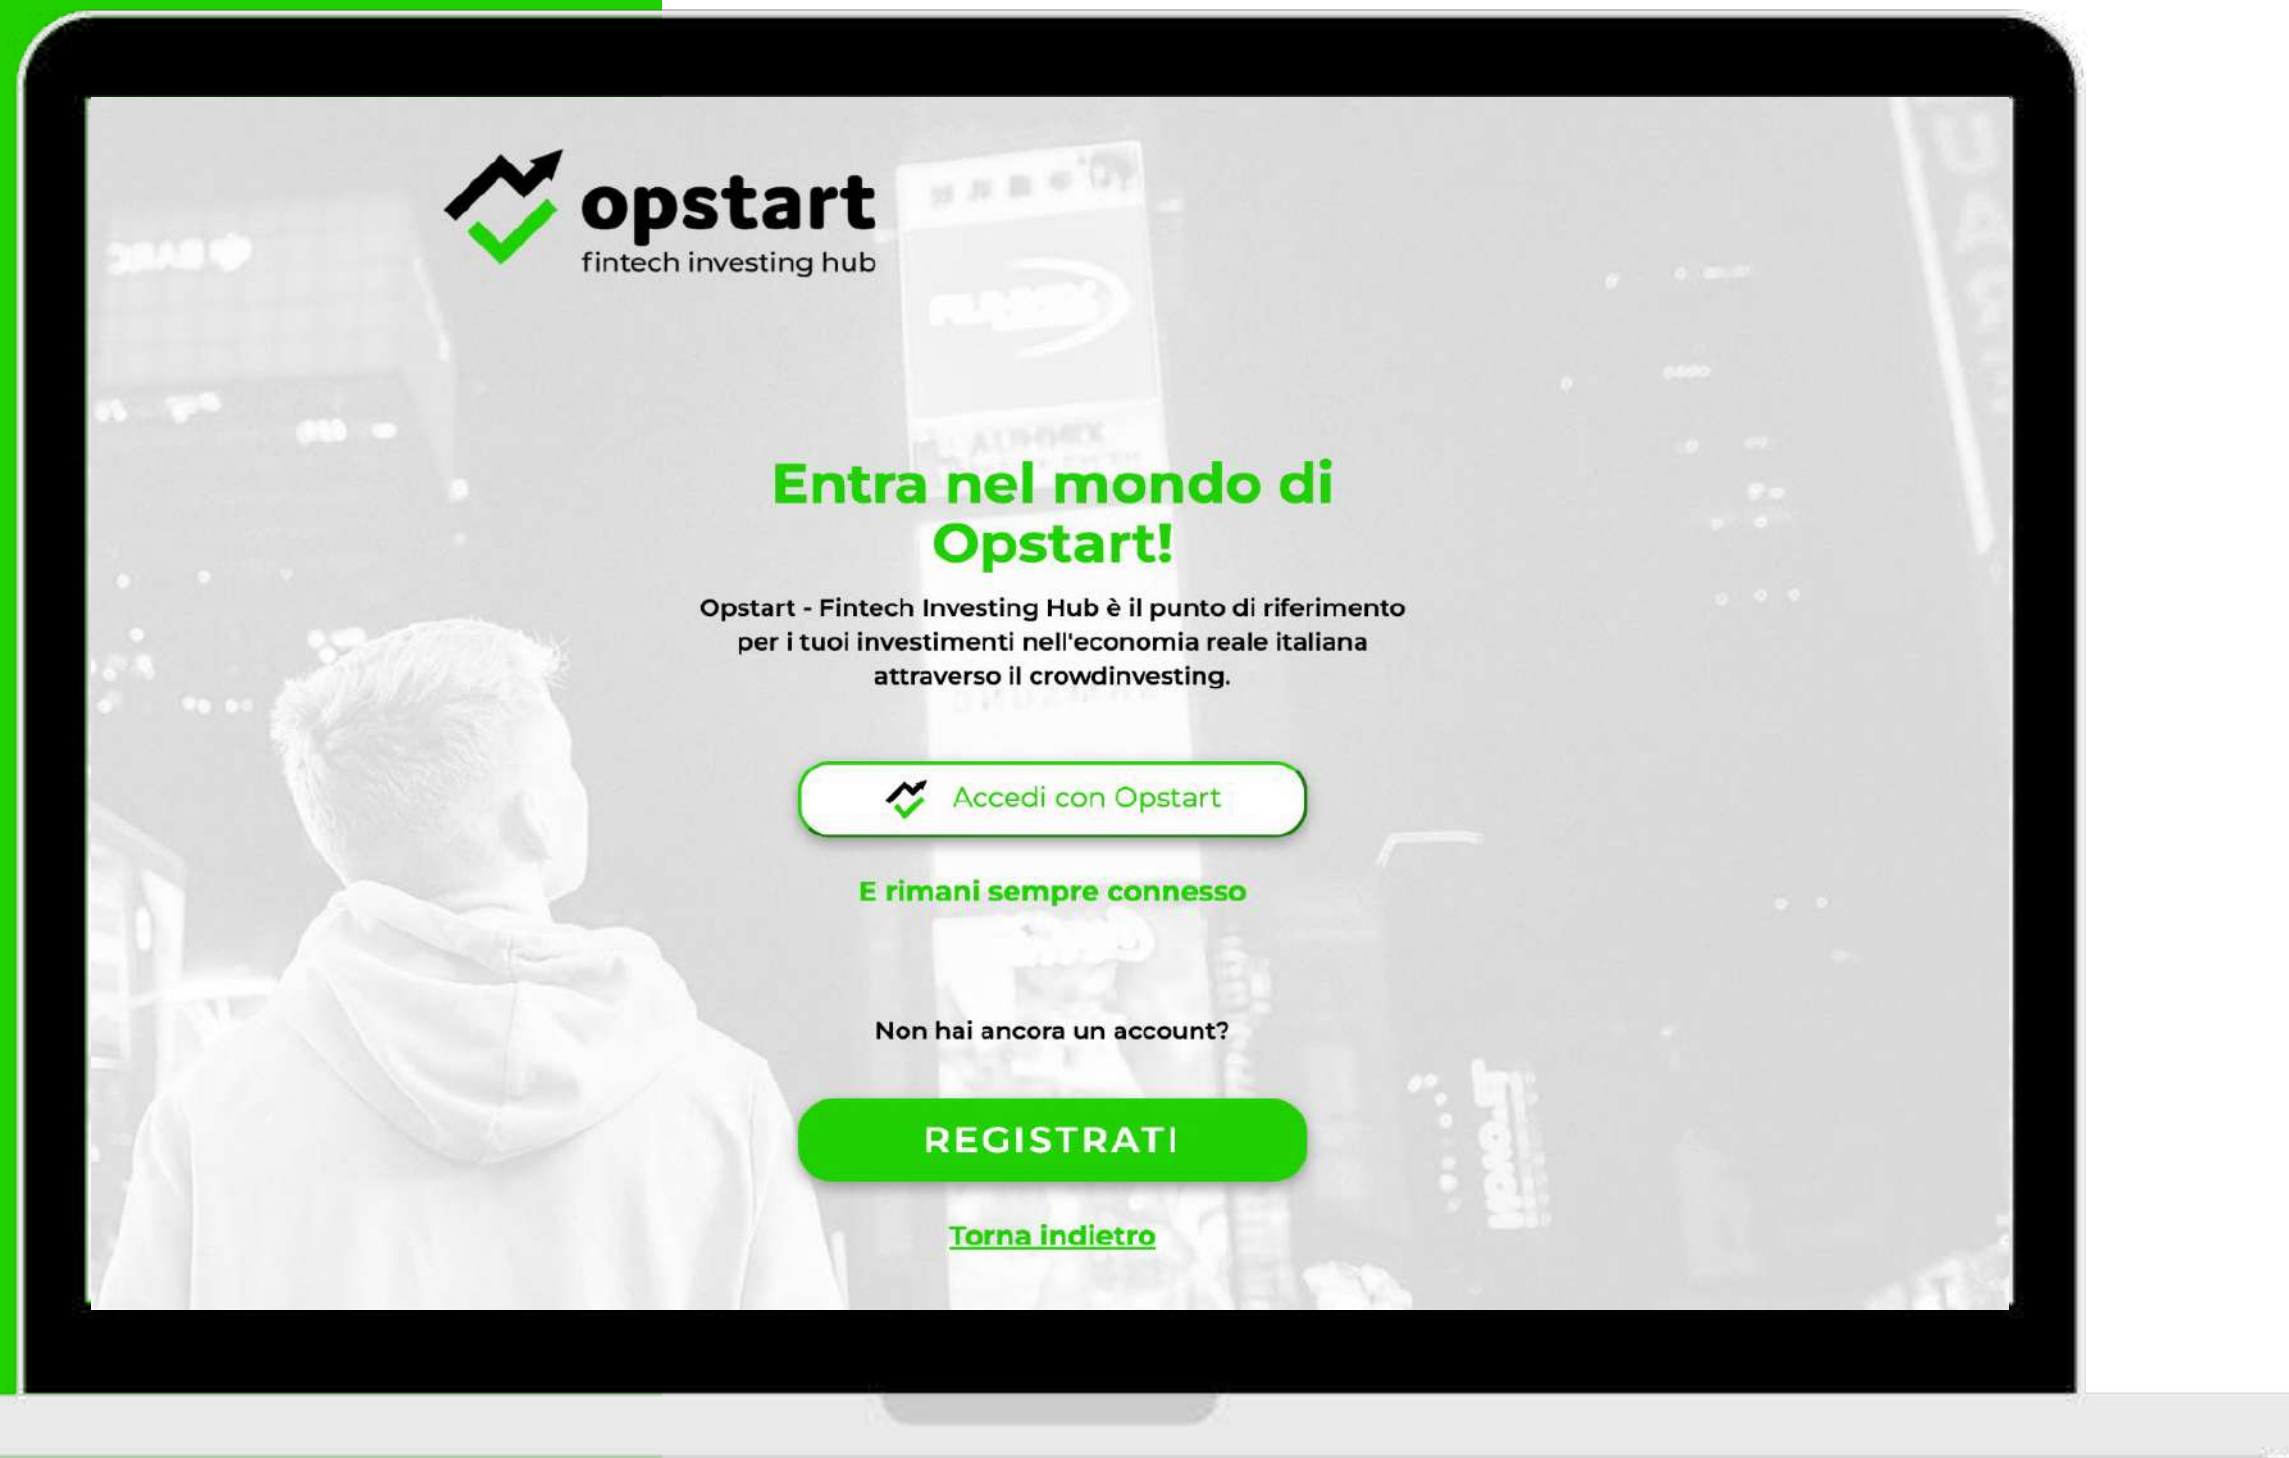 opstart
fintech investing hub
Entra nel mondo di
Opstart!
Opstart - Fintech Investing Hub è il punto di riferimento
per i tuoi investimenti nell'economia reale italiana
attraverso il crowdinvesting.
Accedi con Opstart
E rimani sempre connesso
Non hai ancora un account?
REGISTRATI
Torna indietro